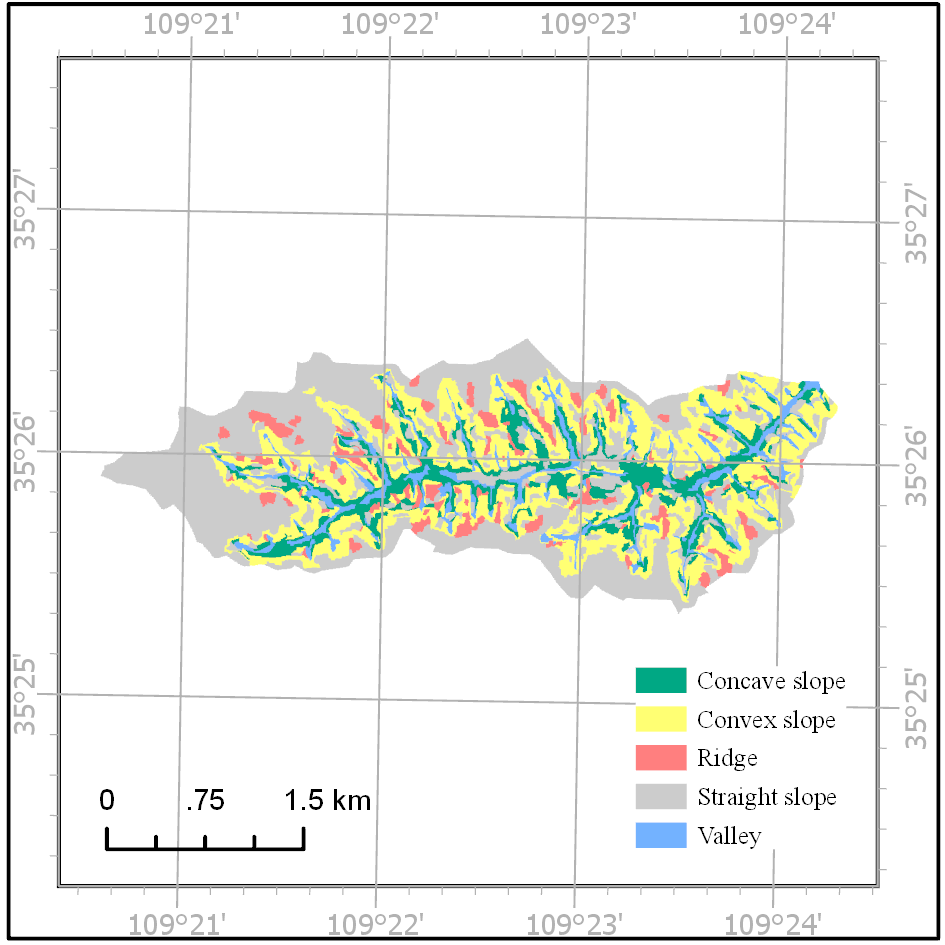 109°21' 109°22' 109°23' 109°24'
35°27' 35°27'
35°26' 35°26'
35°25' 35°25'
Concave slope
Convex slope
Ridge
Straight slope
Valley
0 .75 1.5 km
109°21' 109°22' 109°23' 109°24'